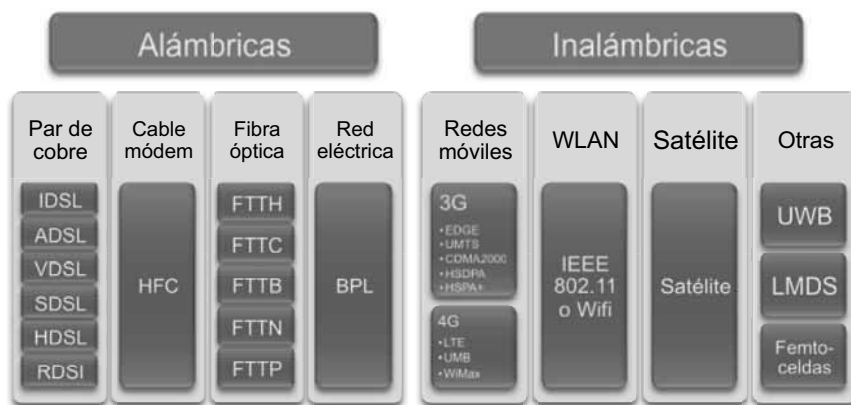 Alámbricas
Inalámbricas
Par de
cobre
IDSL
ADSL
VDSL
SDSL
HDSL
RDSI
Cable
módem
HFC
Fibra
óptica
FTTH
FTTC
FTTB
FTTN
FTTP
Red
eléctrica
BPL
Redes
móviles
3G
•EDGE
•UMTS
•CDMA2000
•HSDPA
•HSPA+
4G
•LTE
•UMB
•WiMax
WLAN
IEEE
802.11
o Wifi
Satélite
Satélite
Otras
UWB
LMDS
Femto-
celdas